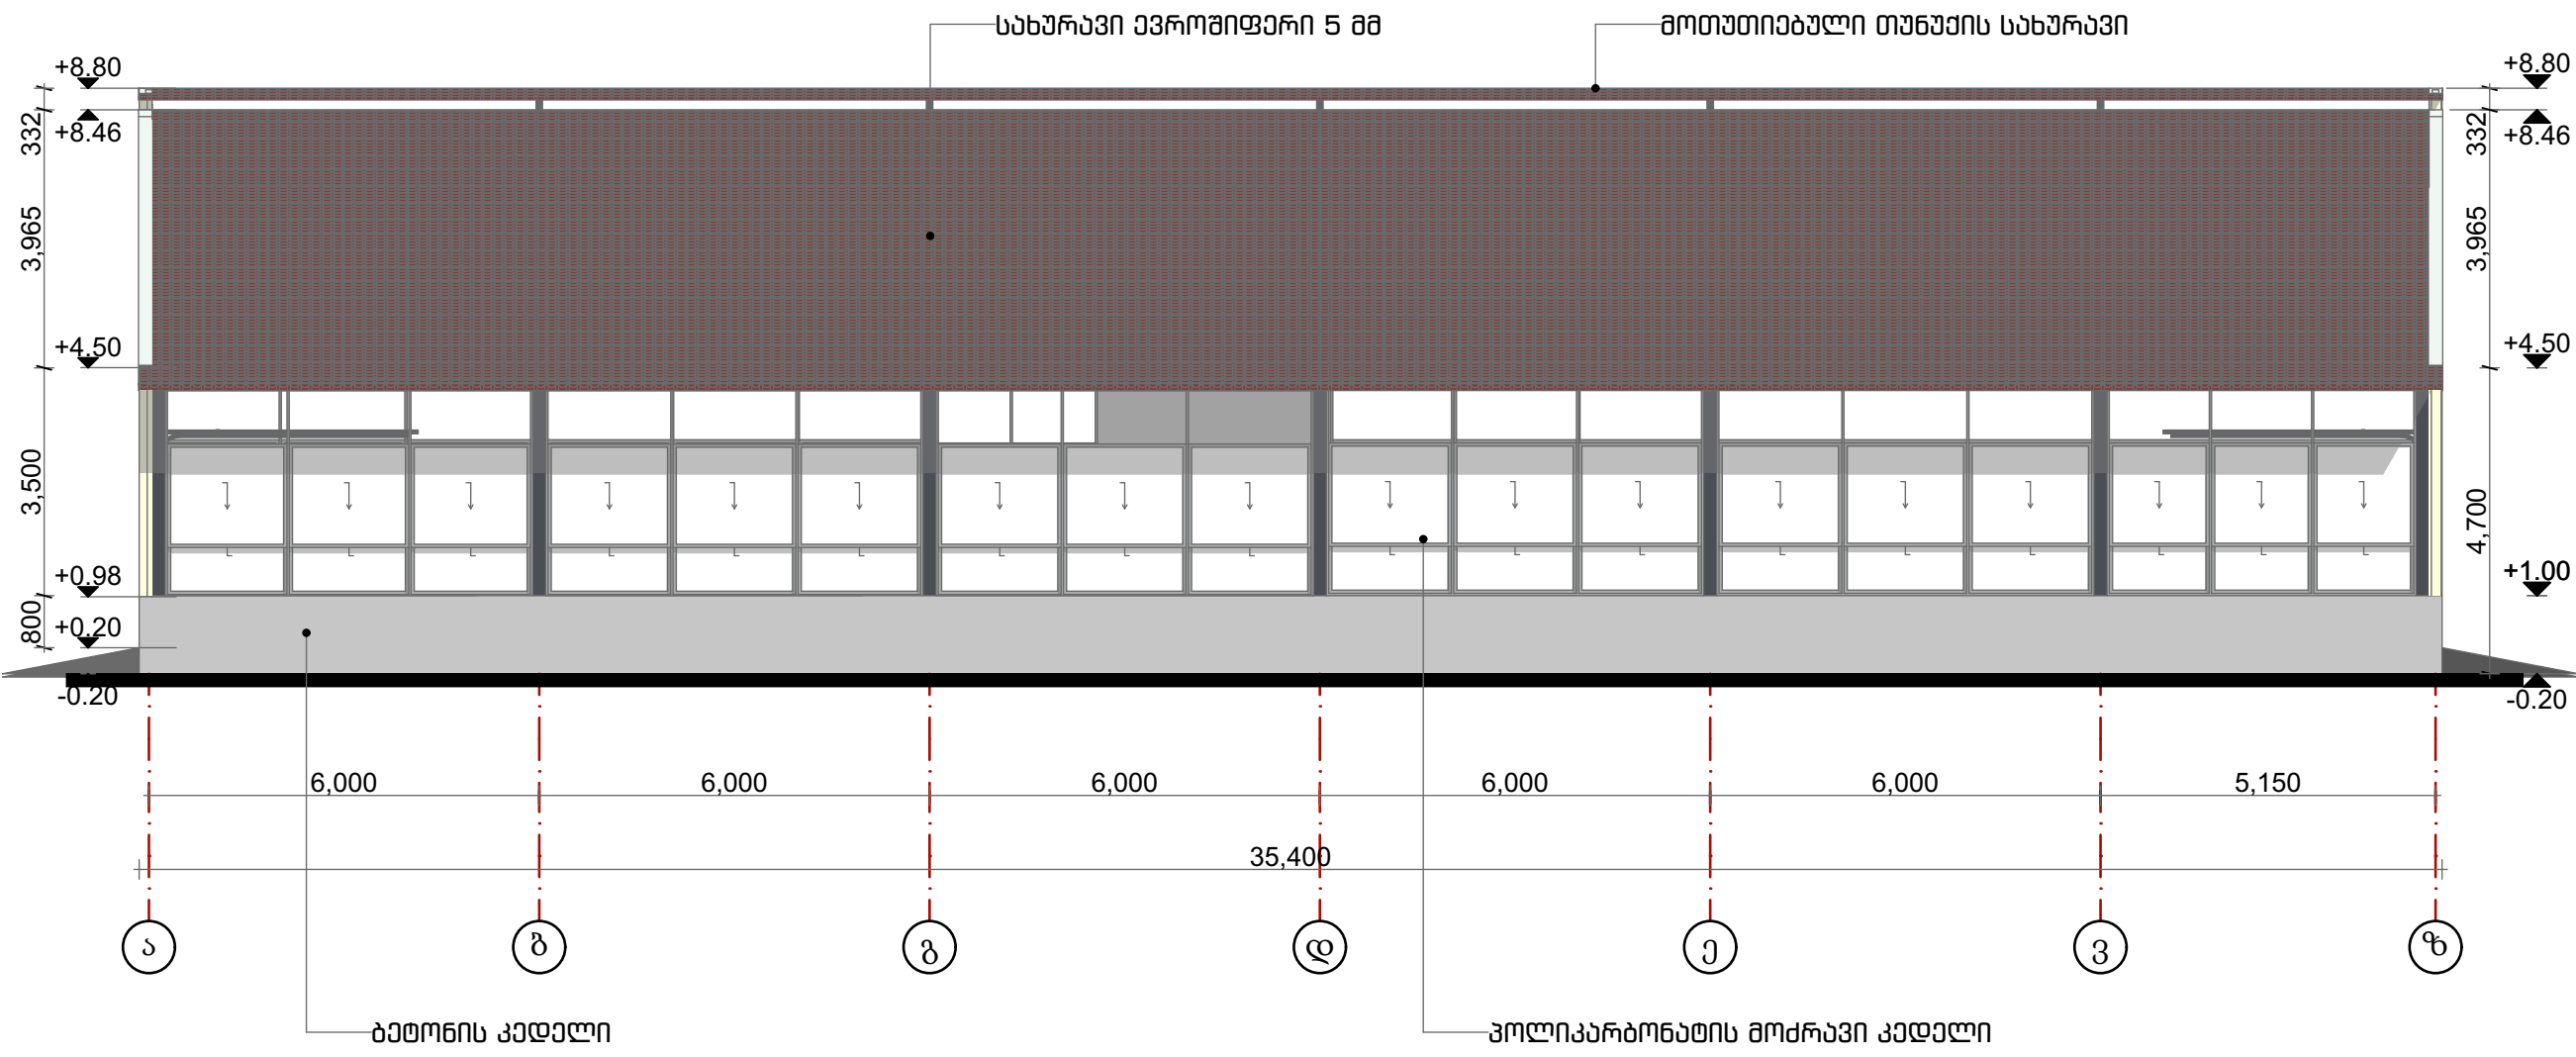 სახურავი ევროშიფერი 5 მმ
მოთუთიებული თუნუქის სახურავი
+8.80
+8.80
332
+8.46
332
+8.46
3,965
3,965
+4.50
+4.50
3,500
4,700
+0.98
+1.00
800
+0.20
-0.20
-0.20
6,000
6,000
6,000
6,000
6,000
5,150
35,400
ა
ბ
გ
დ
ე
ვ
ზ
ბეტონის კედელი
პოლიკარბონატის მოძრავი კედელი